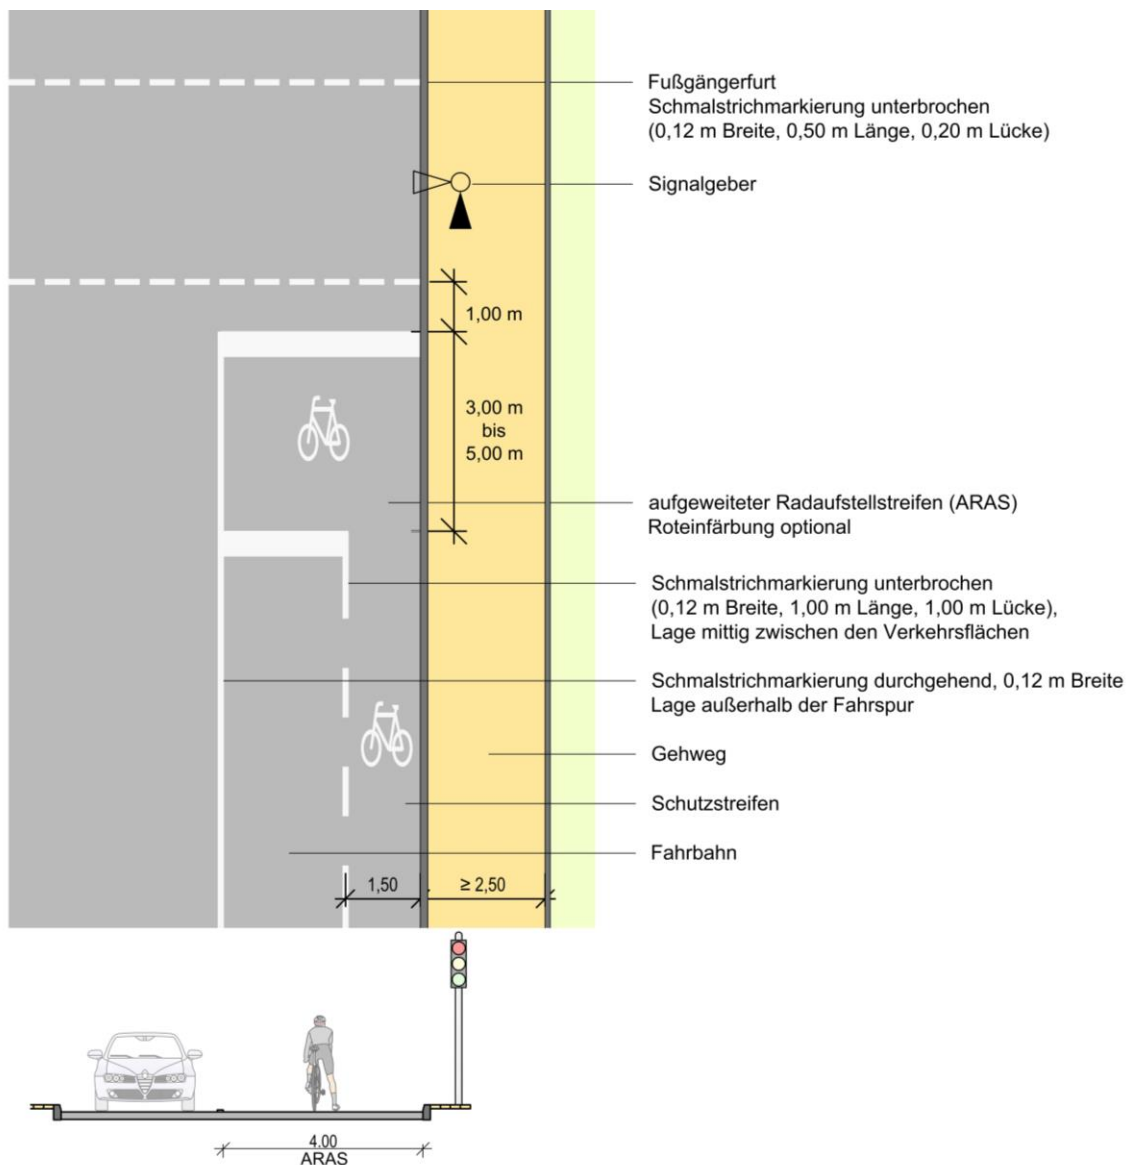 Fußgängerfurt
Schmalstrichmarkierung unterbrochen
(0,12 m Breite, 0,50 m Länge, 0,20 m Lücke)
Signalgeber
1,00 m
3,00 m
bis
5,00 m
aufgeweiteter Radaufstellstreifen (ARAS)
Roteinfärbung optional
Schmalstrichmarkierung unterbrochen
(0,12 m Breite, 1,00 m Länge, 1,00 m Lücke),
Lage mittig zwischen den Verkehrsflächen
Schmalstrichmarkierung durchgehend, 0,12 m Breite
Lage außerhalb der Fahrspur
Gehweg
Schutzstreifen
Fahrbahn
1,50
≥ 2,50
4.00
ARAS